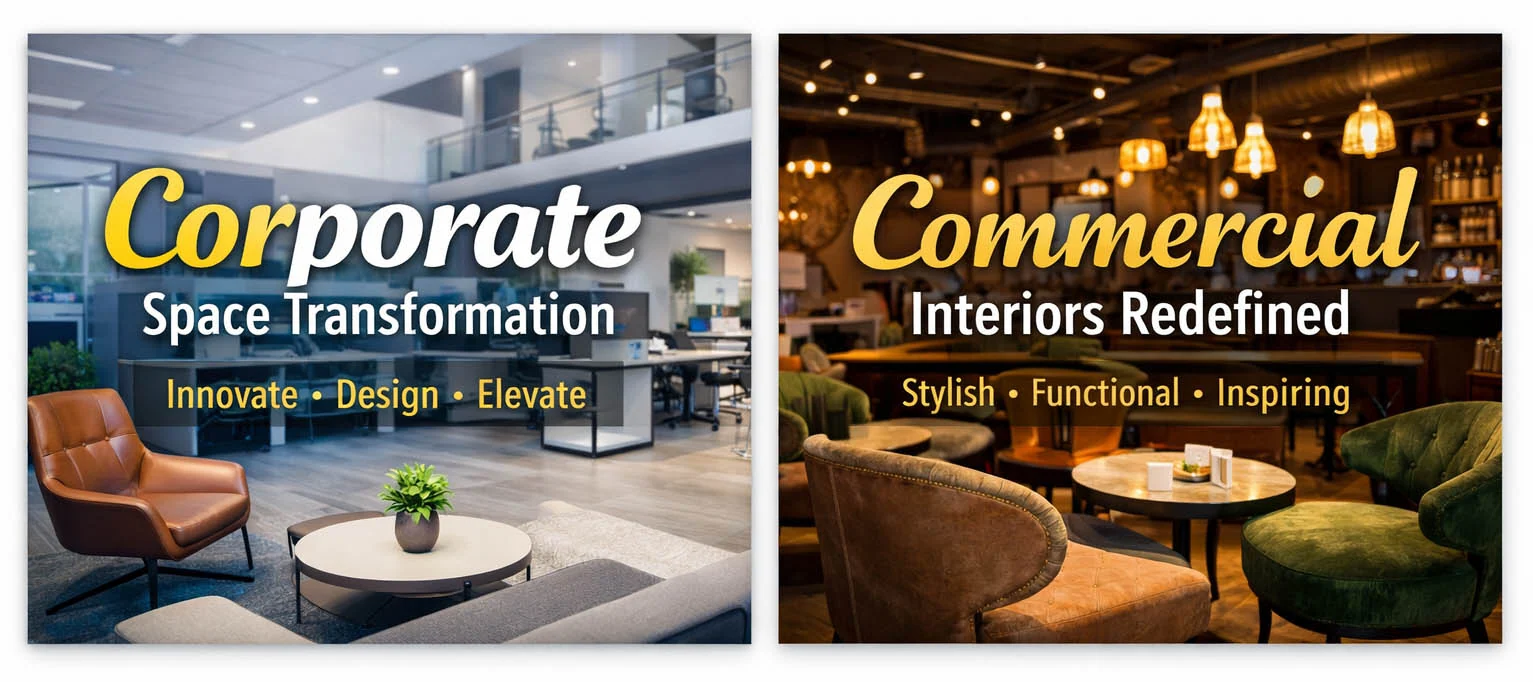 Corporate
Space Transformation
Innovate • Design • Elevate
Commercial
Interiors Redefined
Stylish • Functional • Inspiring